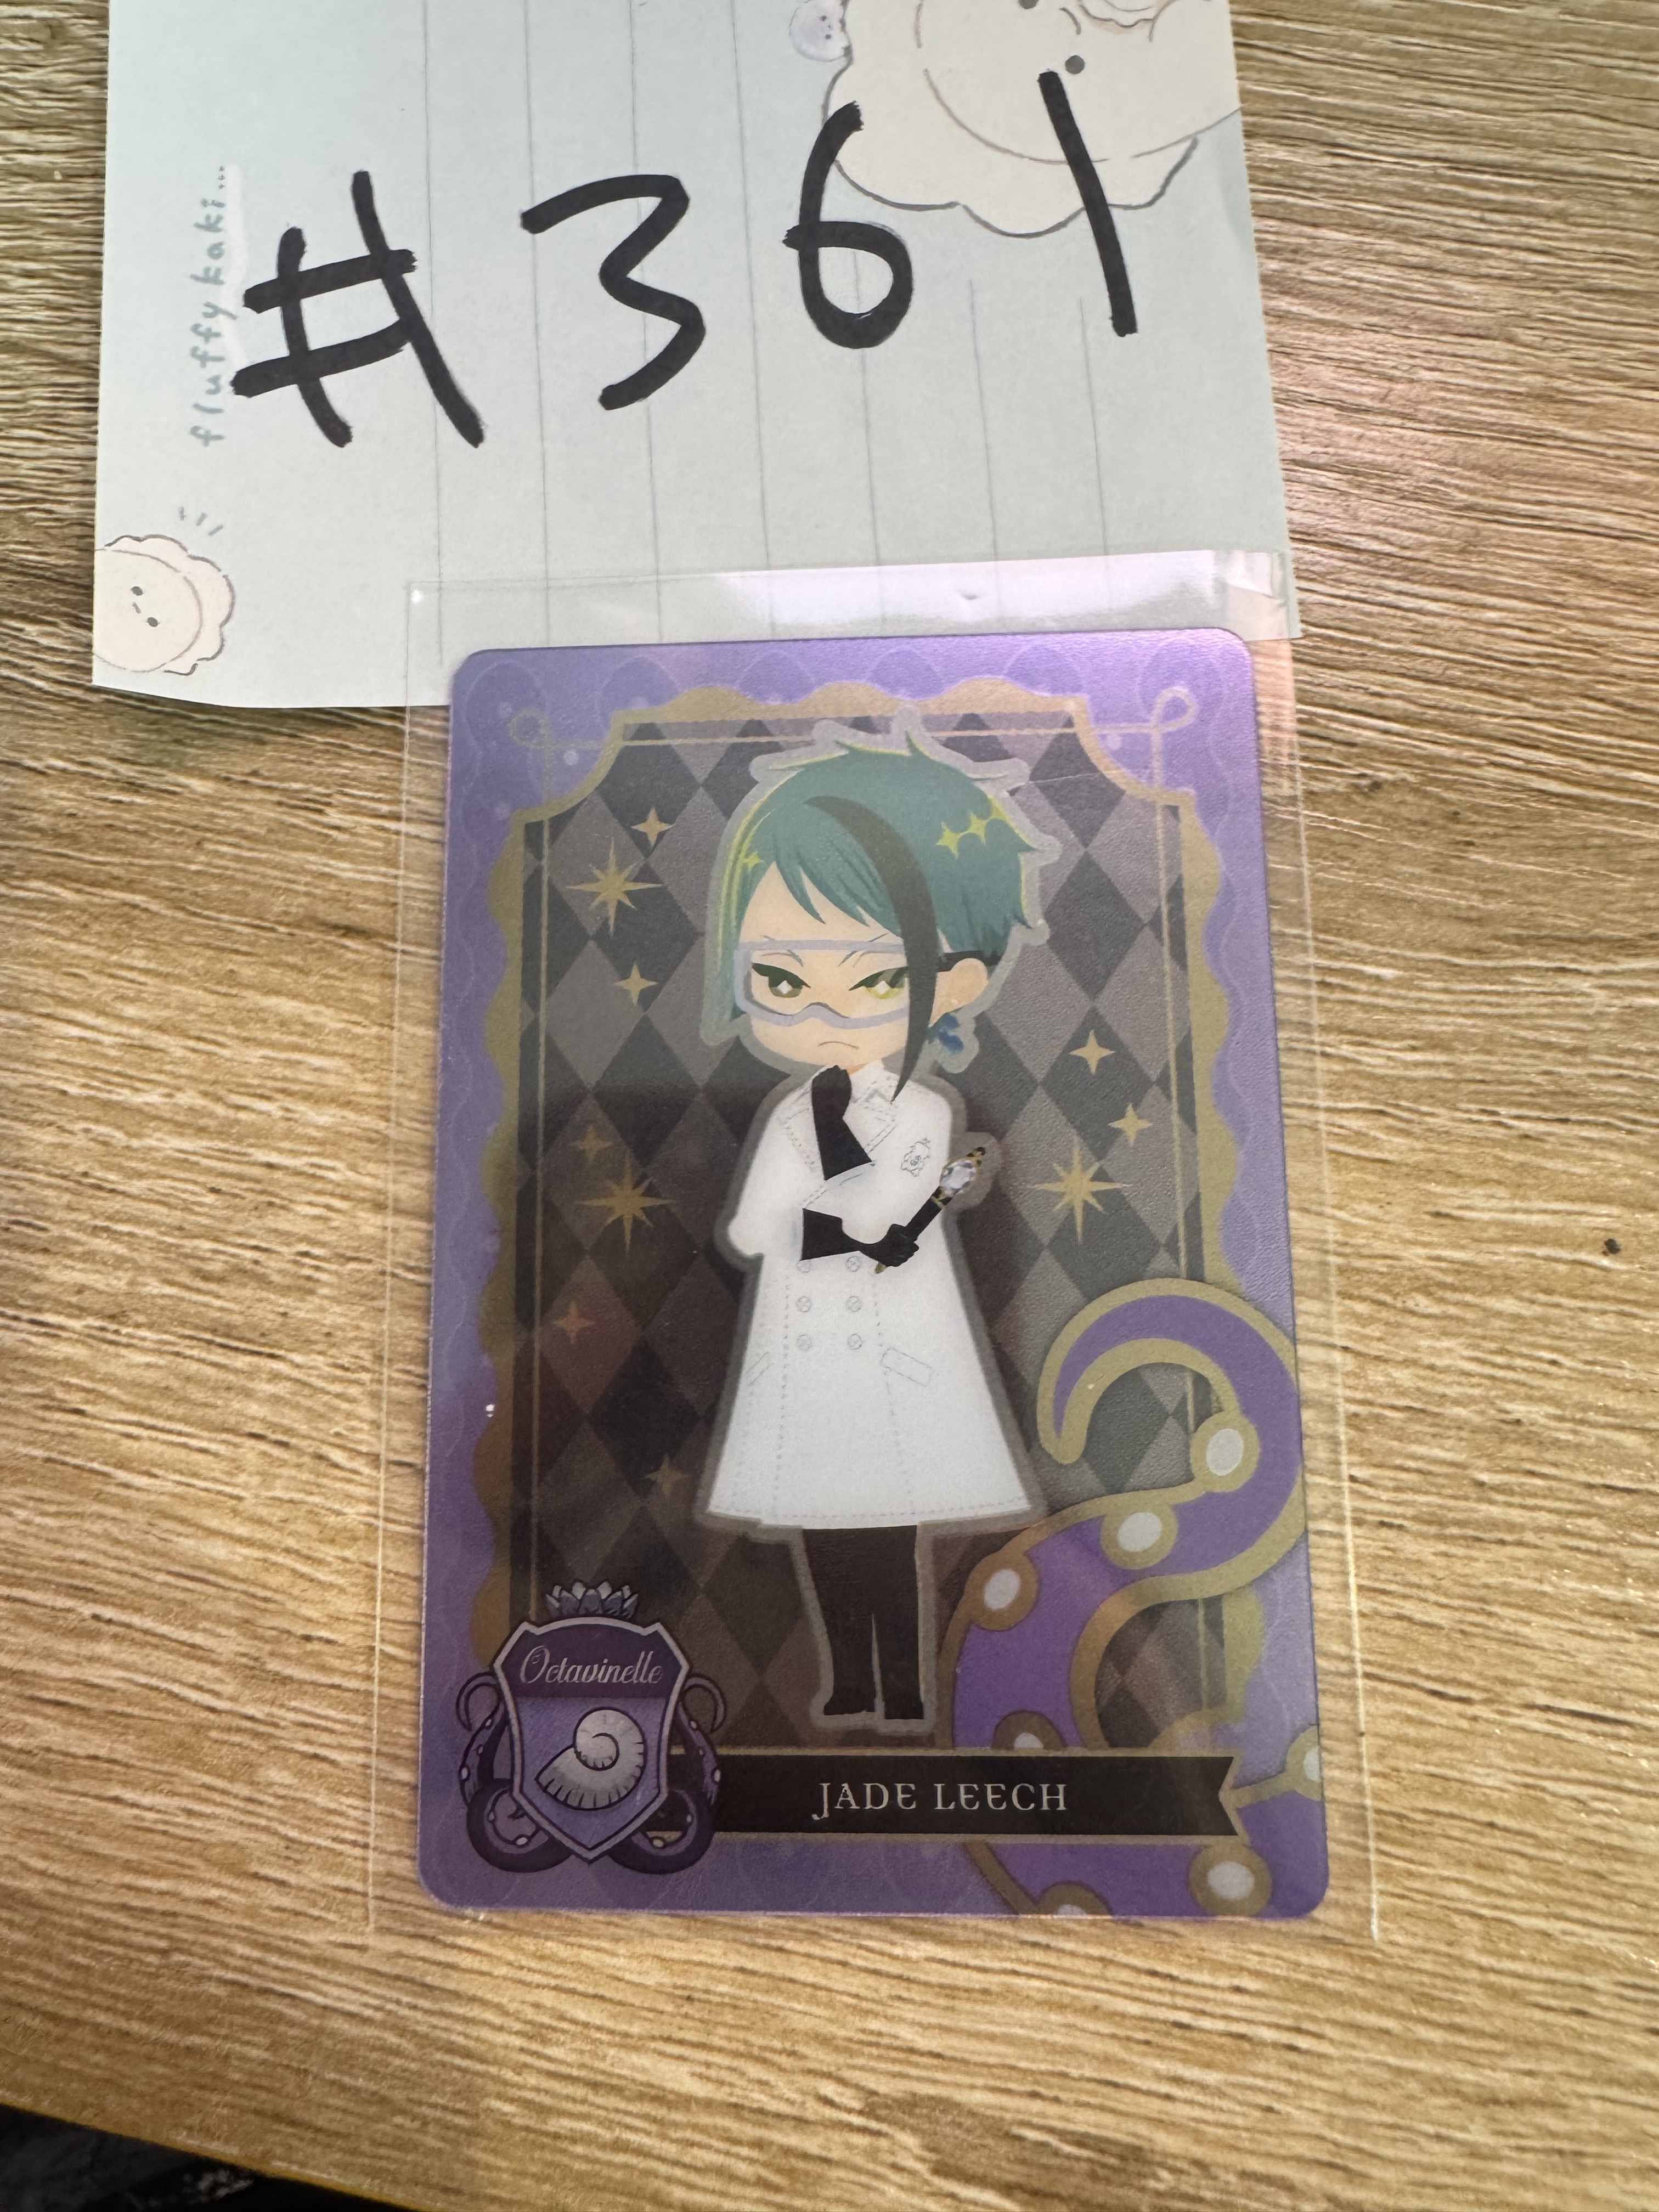 #361
fluffy kaki...
Octavinelle
JADE LEECH